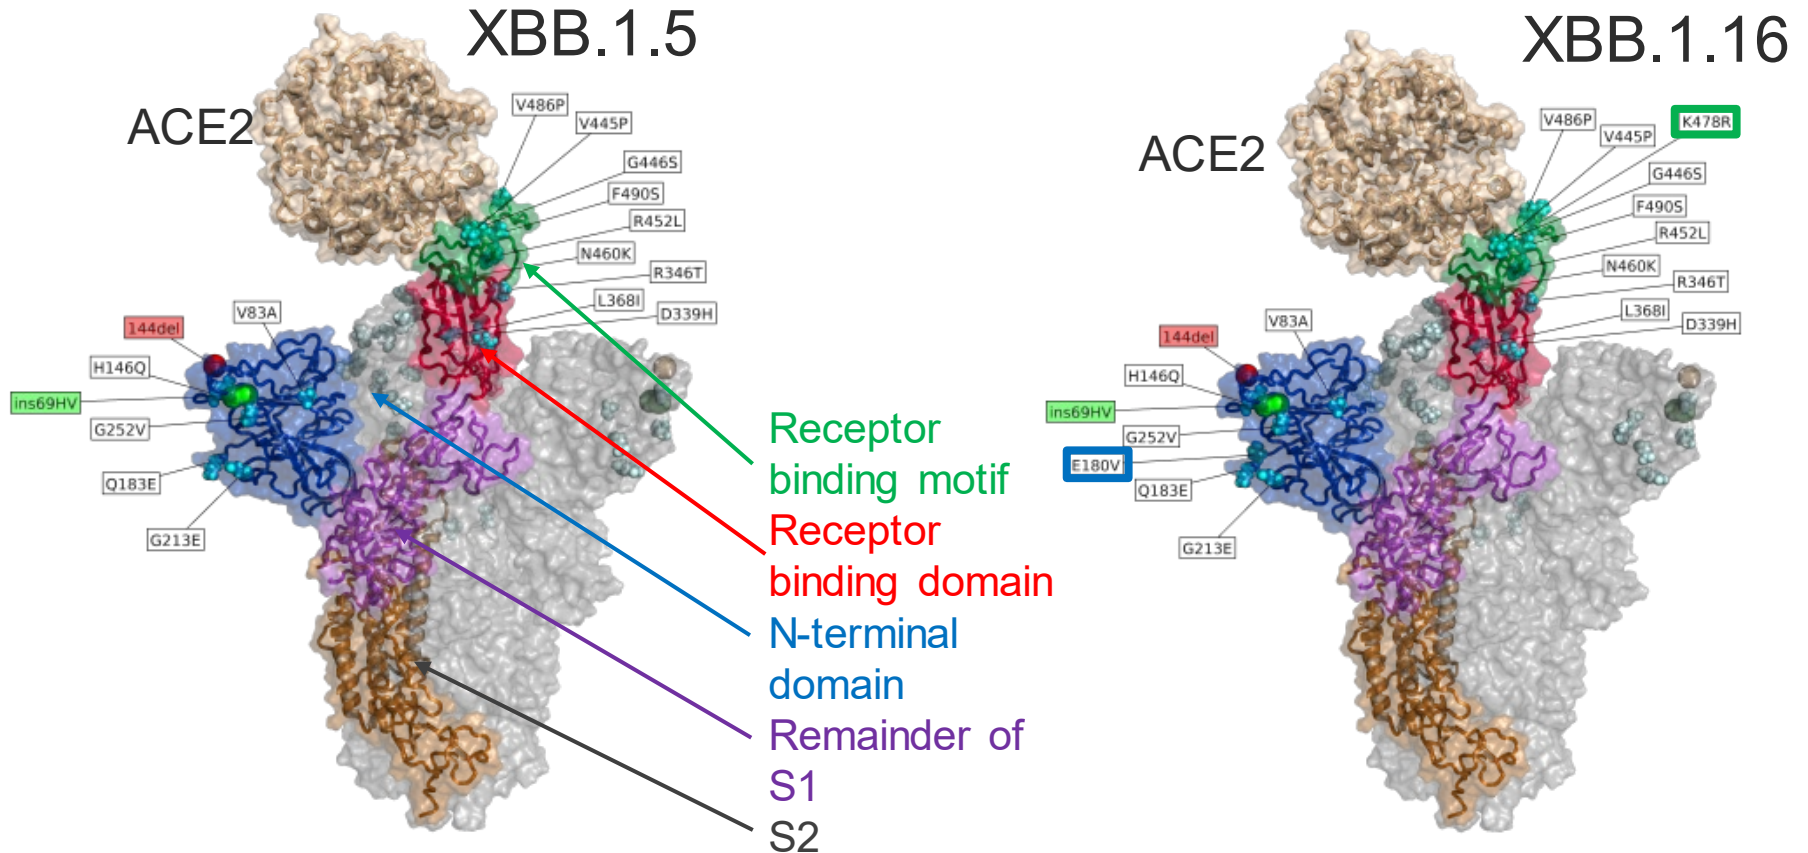 XBB.1.5
ACE2
V486P
V445P
G446S
F490S
R452L
N460K
R346T
L368I
D339H
V83A
144del
H146Q
ins69HV
G252V
Q183E
G213E
Receptor
binding motif
Receptor
binding domain
N-terminal
domain
Remainder of
S1
S2
XBB.1.16
ACE2
V486P
K478R
V445P
G446S
F490S
R452L
N460K
R346T
L368I
D339H
V83A
144del
H146Q
ins69HV
G252V
E180V
Q183E
G213E